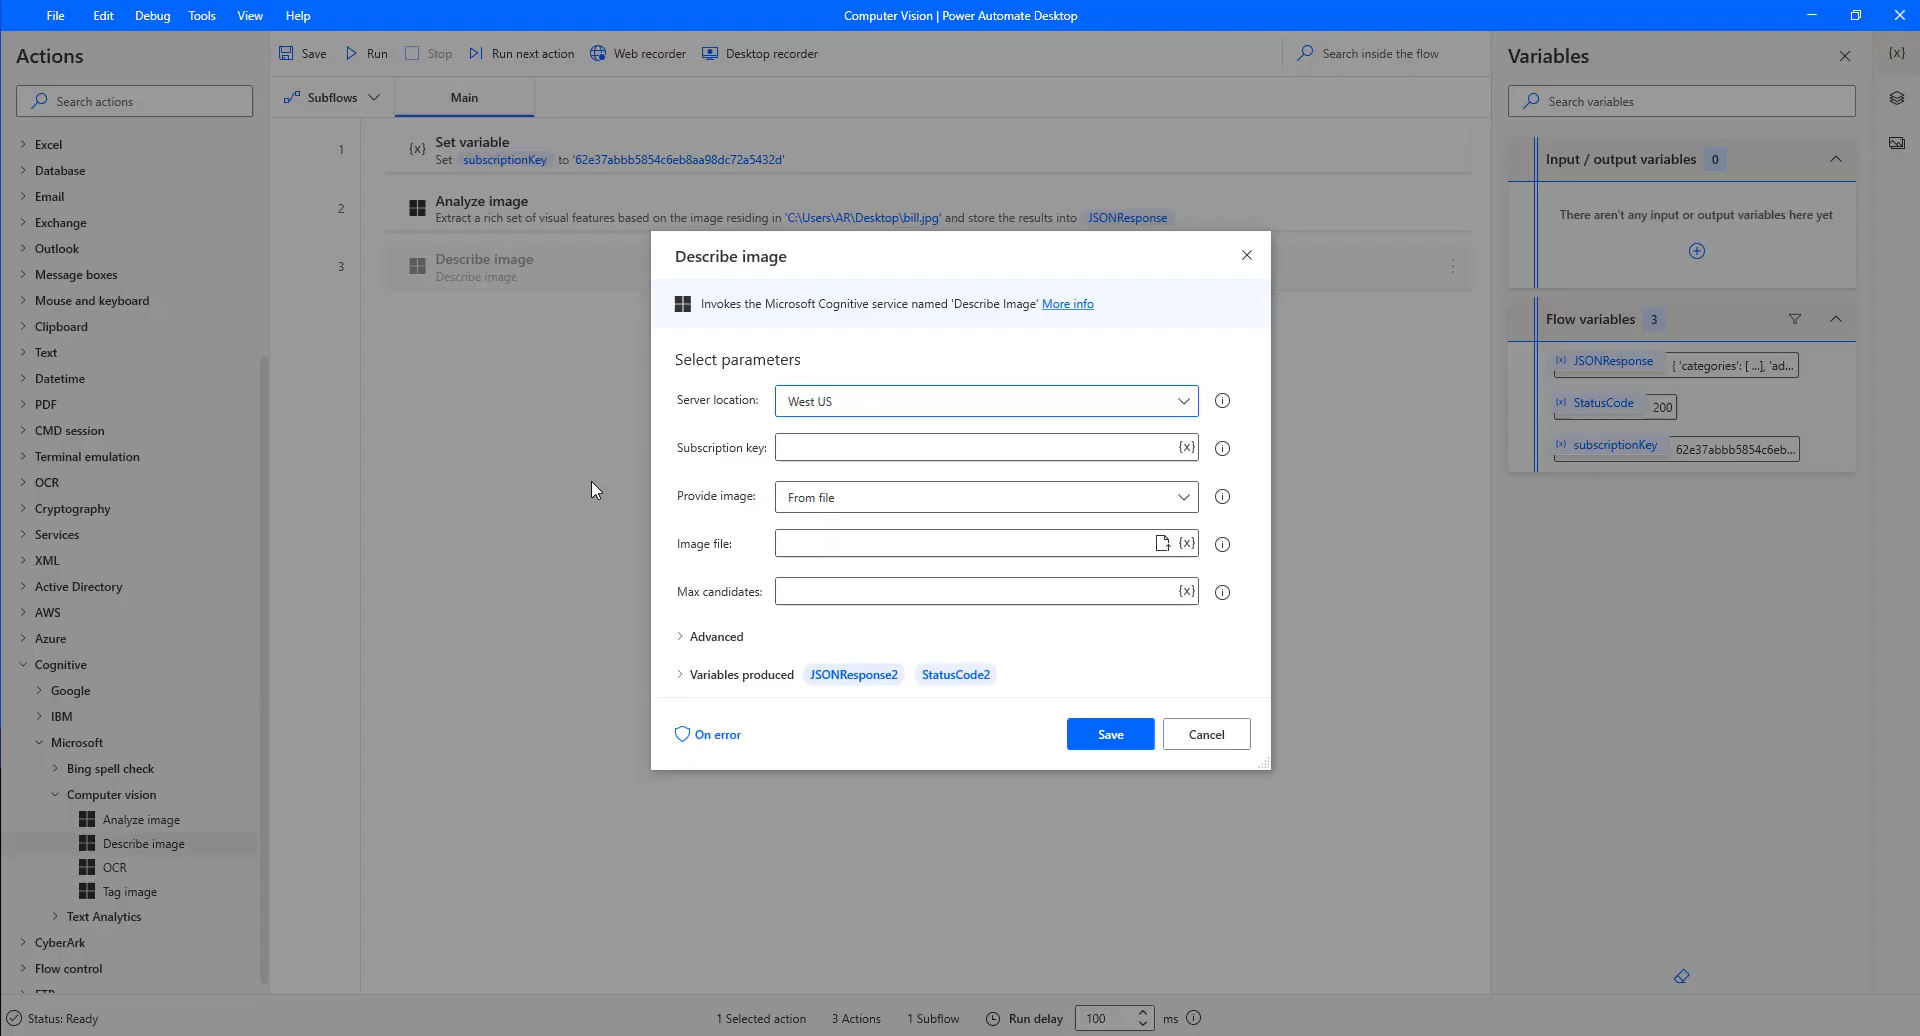 File Edit Debug Tools View Help
Computer Vision | Power Automate Desktop
Actions
Search actions
Excel
Database
Email
Exchange
Outlook
Message boxes
Mouse and keyboard
Clipboard
Text
Datetime
PDF
CMD session
Terminal emulation
OCR
Cryptography
Services
XML
Active Directory
AWS
Azure
Cognitive
Google
IBM
Microsoft
Bing spell check
Computer vision
Analyze image
Describe image
OCR
Tag image
Text Analytics
CyberArk
Flow control
FTP
Save Run Stop Run next action Web recorder Desktop recorder
Search inside the flow
Subflows Main
1 {x} Set variable
Set subscriptionKey to '62e37abbb5854c6eb8aa98dc72a5432d'
2 Analyze image
Extract a rich set of visual features based on the image residing in 'C:\Users\AR\Desktop\bill.jpg' and store the results into JSONResponse
3 Describe image
Describe image
Describe image
Invokes the Microsoft Cognitive service named 'Describe Image' More info
Select parameters
Server location: West US
Subscription key: {x}
Provide image: From file
Image file: {x}
Max candidates: {x}
Advanced
Variables produced JSONResponse2 StatusCode2
On error Save Cancel
Variables
{x}
Search variables
Input / output variables 0
There aren't any input or output variables here yet
Flow variables 3
(x) JSONResponse { 'categories': [ ...], 'ad...
(x) StatusCode 200
(x) subscriptionKey 62e37abbb5854c6eb...
Status: Ready
1 Selected action 3 Actions 1 Subflow Run delay 100 ms